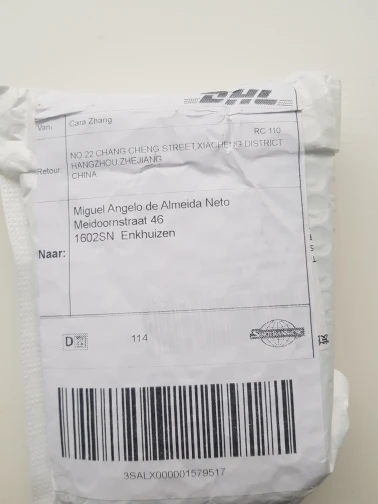 DHL
Van: Cara Zhang
RC 110
Retour: NO 22 CHANG CHENG STREET XIACHENG DISTRICT
HANGZHOU ZHEJIANG
CHINA
Naar: Miguel Angelo de Almeida Neto
Meidoornstraat 46
1602SN Enkhuizen
D 114
3SALX000001579517